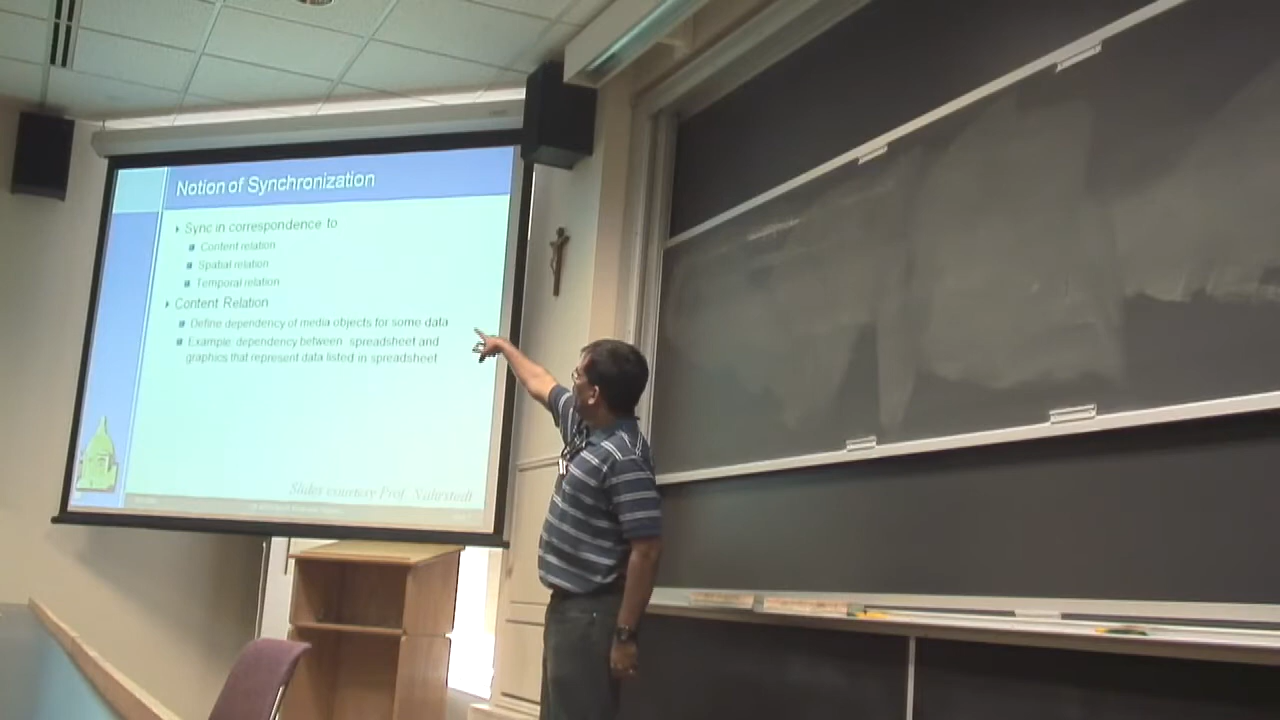 Notion of Synchronization
Sync in correspondence to
Content relation
Spatial relation
Temporal relation
Content Relation
Define dependency of media objects for some data
Example: dependency between spreadsheet and
graphics that represent data listed in spreadsheet
Slides courtesy Prof. Nahrstedt